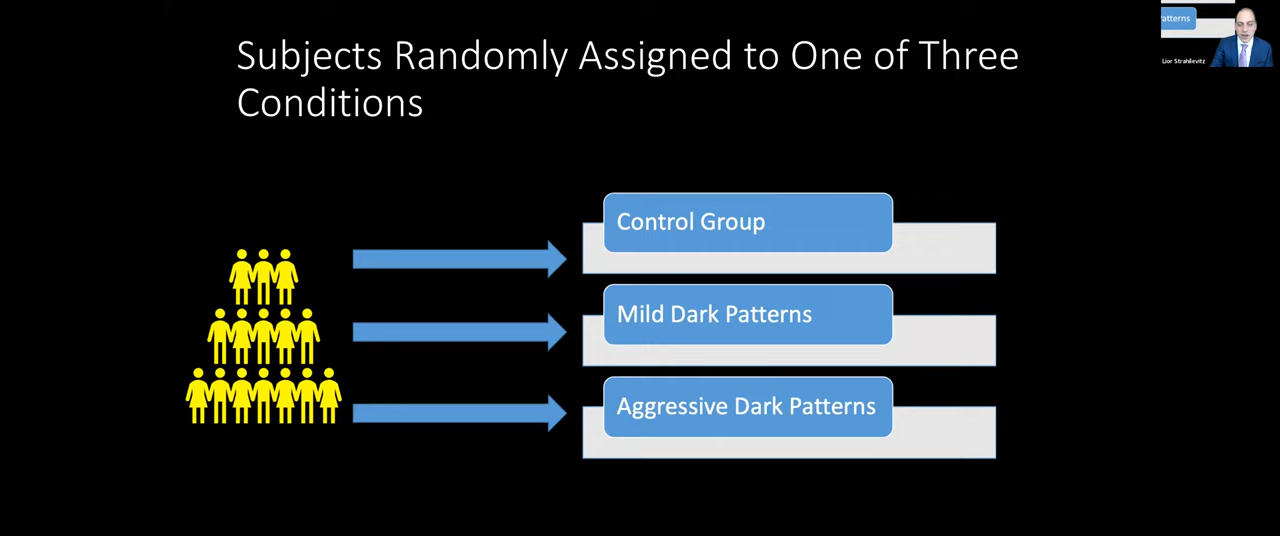 Subjects Randomly Assigned to One of Three
Conditions
atterns
Lior Strahilevitz
Control Group
Mild Dark Patterns
Aggressive Dark Patterns